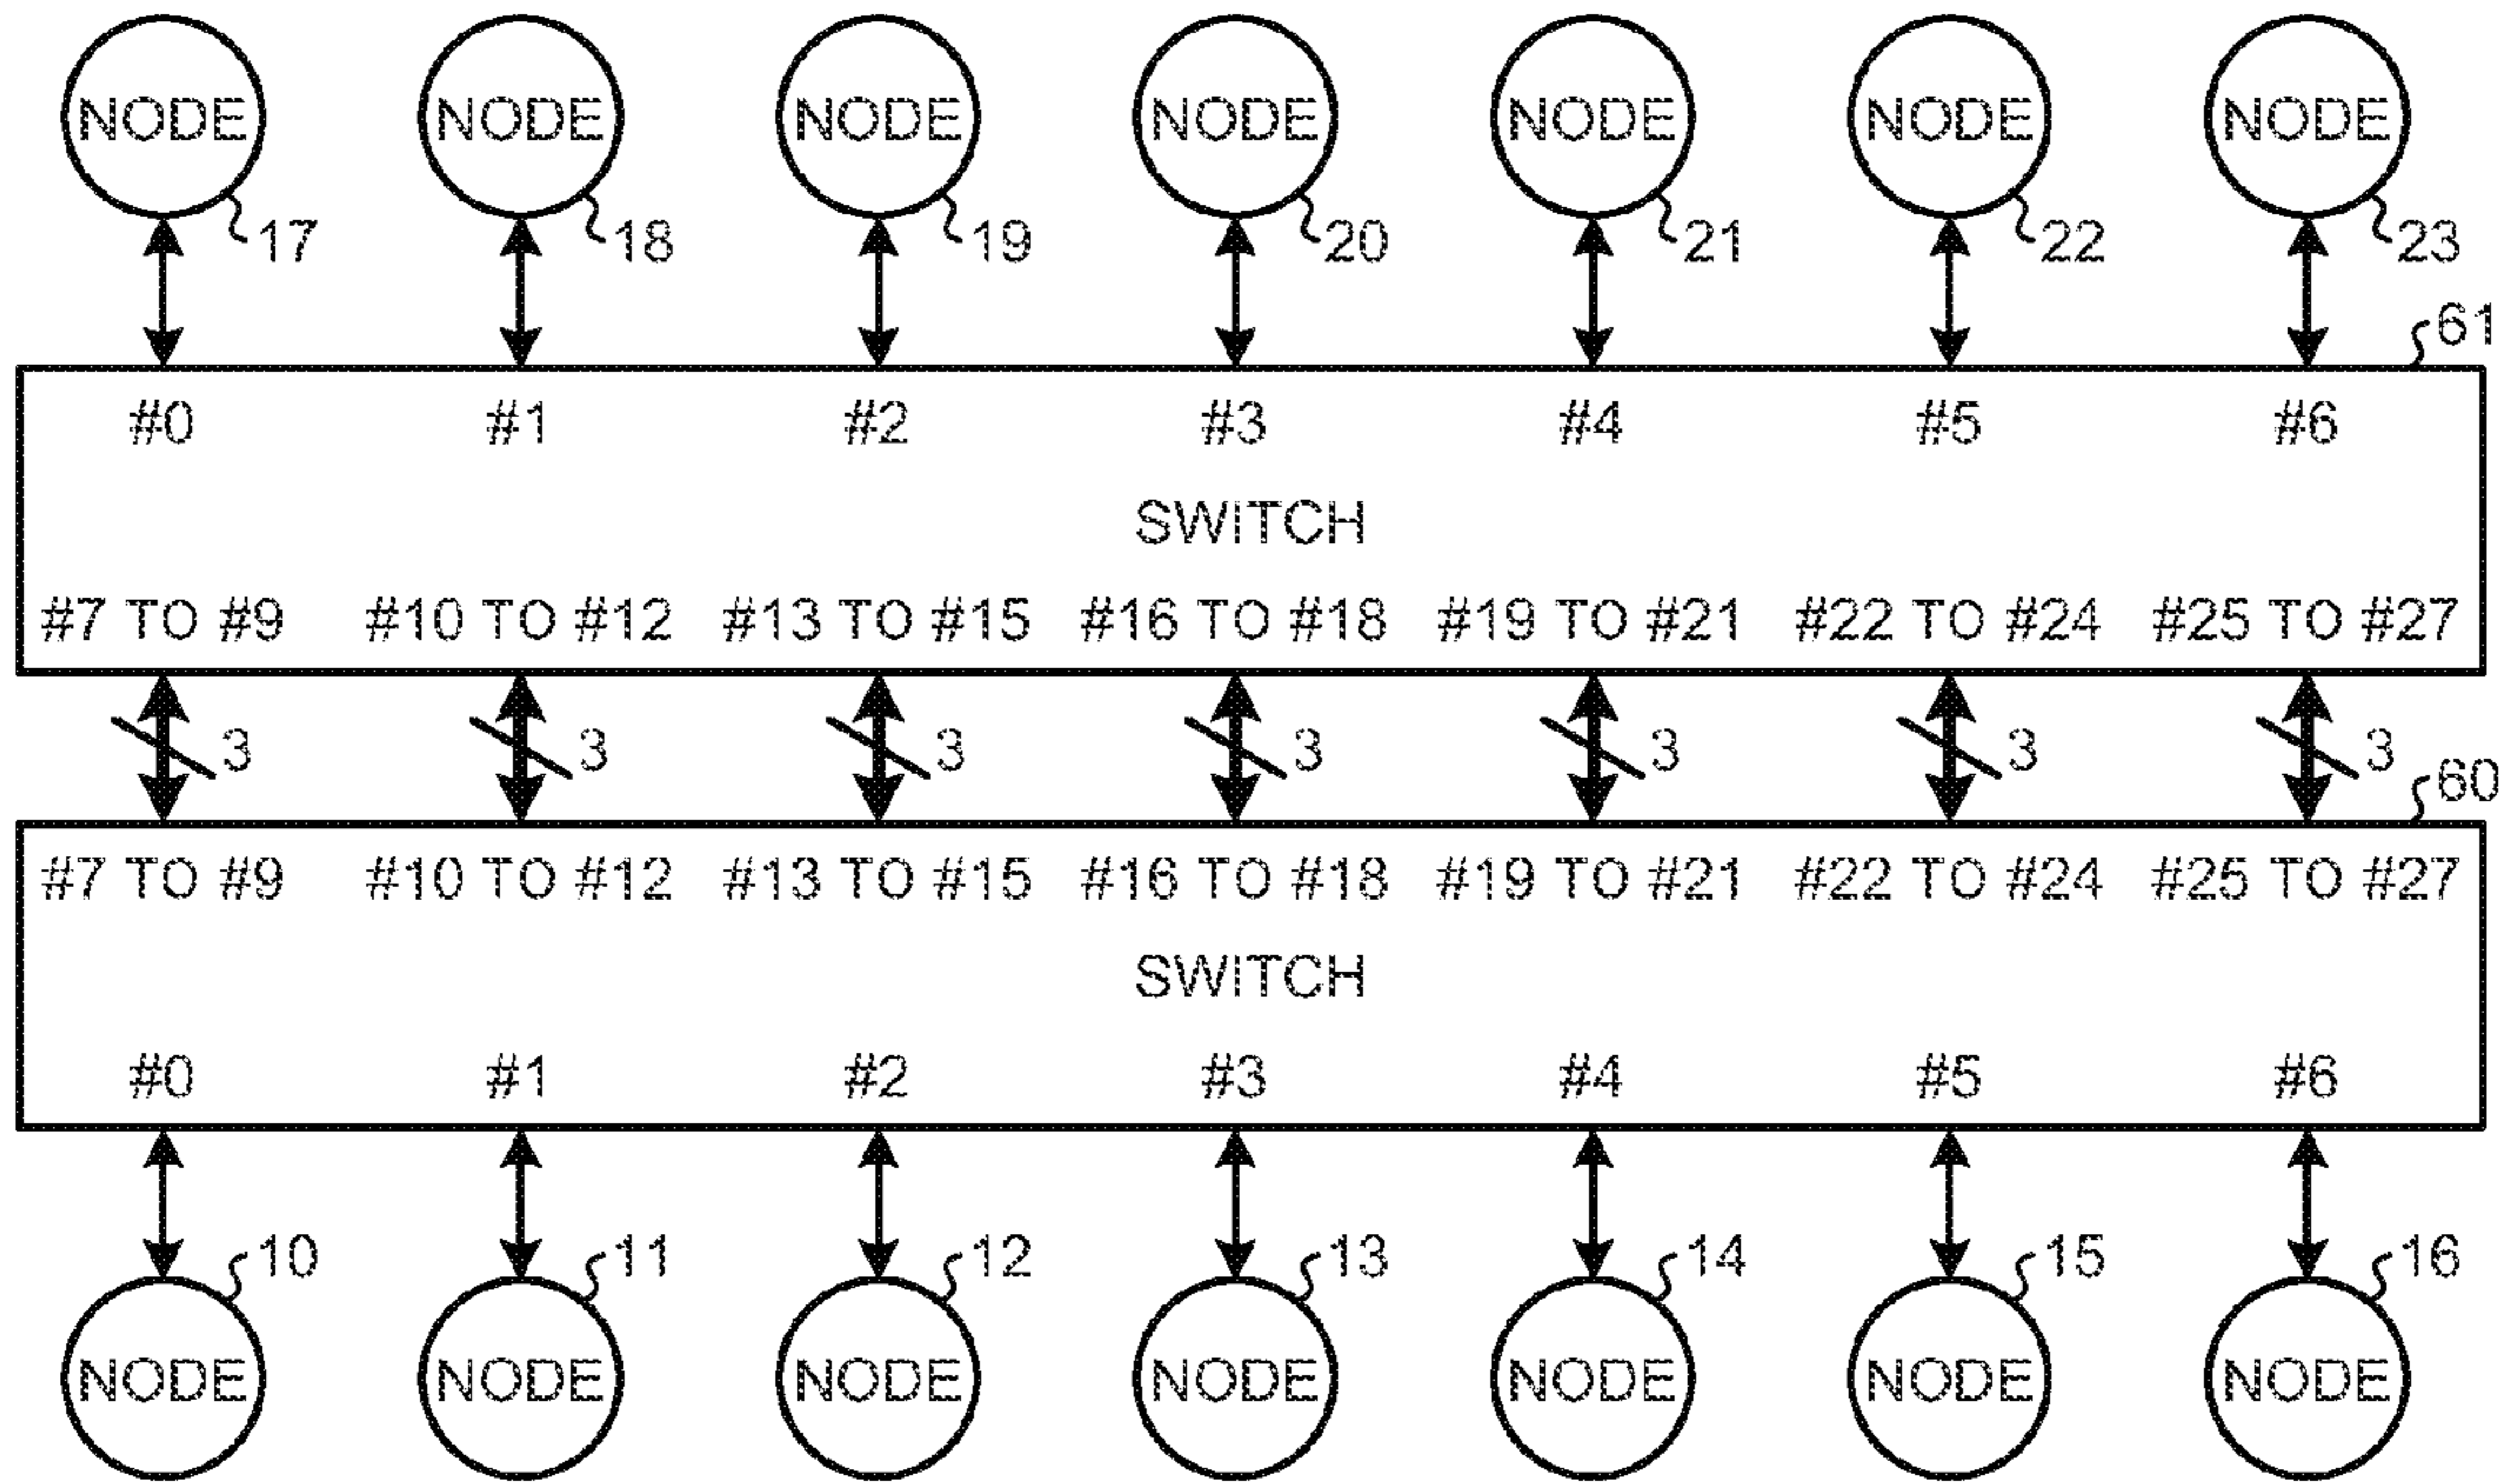 NODE NODE NODE NODE NODE NODE NODE
17 18 19 20 21 22 23
61
#0 #1 #2 #3 #4 #5 #6
SWITCH
#7 TO #9 #10 TO #12 #13 TO #15 #16 TO #18 #19 TO #21 #22 TO #24 #25 TO #27
3 3 3 3 3 3 3
60
#7 TO #9 #10 TO #12 #13 TO #15 #16 TO #18 #19 TO #21 #22 TO #24 #25 TO #27
SWITCH
#0 #1 #2 #3 #4 #5 #6
10 11 12 13 14 15 16
NODE NODE NODE NODE NODE NODE NODE